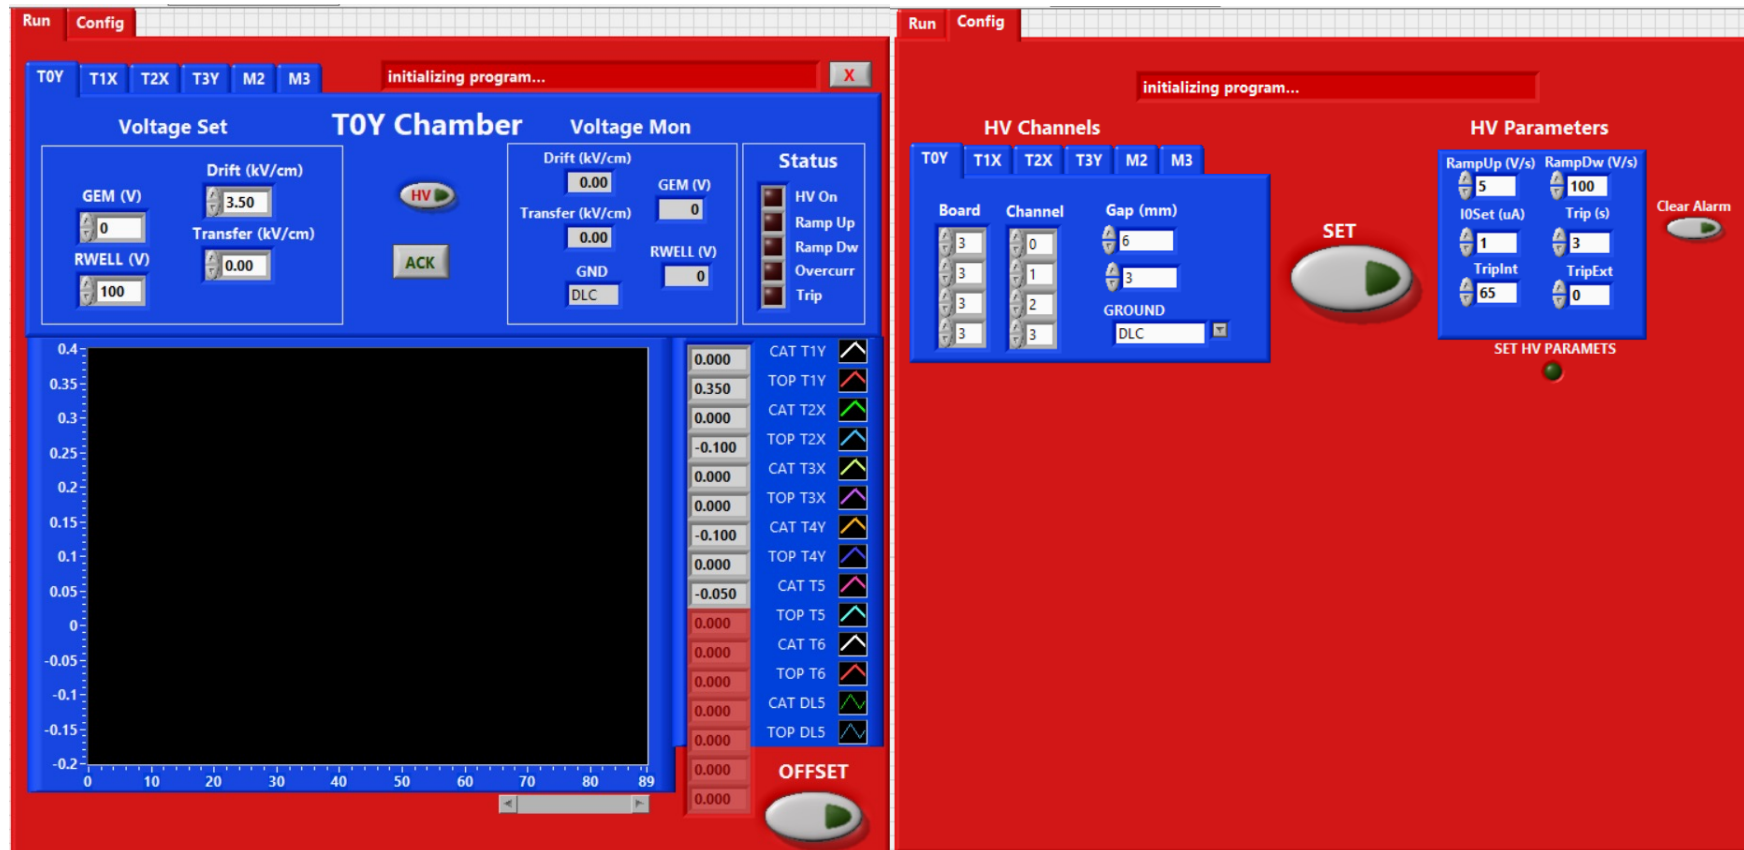 Run Config
T0Y T1X T2X T3Y M2 M3
initializing program...
X
Voltage Set
T0Y Chamber
Voltage Mon
GEM (V)
0
RWELL (V)
100
Drift (kV/cm)
3.50
Transfer (kV/cm)
0.00
HV
ACK
Drift (kV/cm)
0.00
Transfer (kV/cm)
0.00
GND
DLC
GEM (V)
0
RWELL (V)
0
Status
HV On
Ramp Up
Ramp Dw
Overcurr
Trip
0.4
0.35
0.3
0.25
0.2
0.15
0.1
0.05
0
-0.05
-0.1
-0.15
-0.2
0 10 20 30 40 50 60 70 80 89
0.000 CAT T1Y
0.350 TOP T1Y
0.000 CAT T2X
-0.100 TOP T2X
0.000 CAT T3X
0.000 TOP T3X
-0.100 CAT T4Y
0.000 TOP T4Y
-0.050 CAT T5
0.000 TOP T5
0.000 CAT T6
0.000 TOP T6
0.000 CAT DL5
0.000 TOP DL5
0.000
0.000
OFFSET
Run Config
initializing program...
HV Channels
T0Y T1X T2X T3Y M2 M3
Board Channel Gap (mm)
3 0 6
3 1 3
3 2
3 3
GROUND
DLC
SET
HV Parameters
RampUp (V/s) RampDw (V/s)
5 100
I0Set (uA) Trip (s)
1 3
TripInt TripExt
65 0
SET HV PARAMETS
Clear Alarm